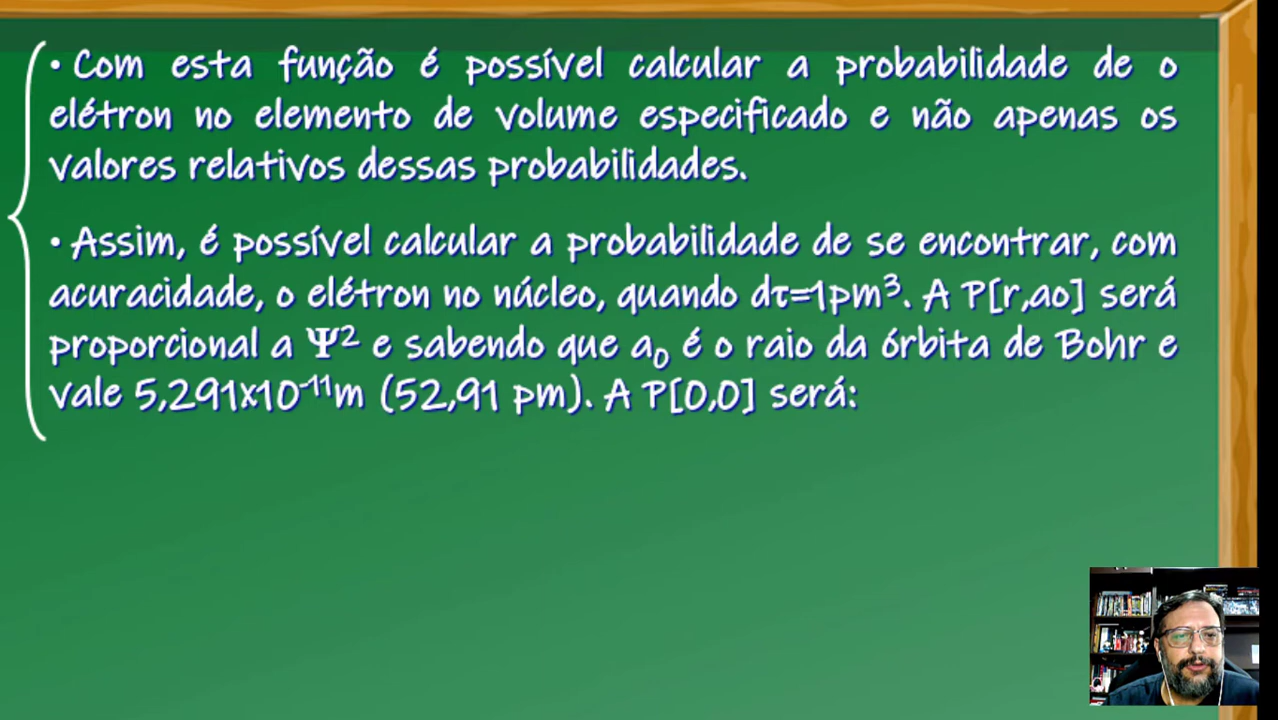 • Com esta função é possível calcular a probabilidade de o
elétron no elemento de volume especificado e não apenas os
valores relativos dessas probabilidades.
• Assim, é possível calcular a probabilidade de se encontrar, com
acuracidade, o elétron no núcleo, quando dτ=1pm³. A P[r,ao] será
proporcional a Ψ² e sabendo que a₀ é o raio da órbita de Bohr e
vale 5,291x10⁻¹¹m (52,91 pm). A P[0,0] será: